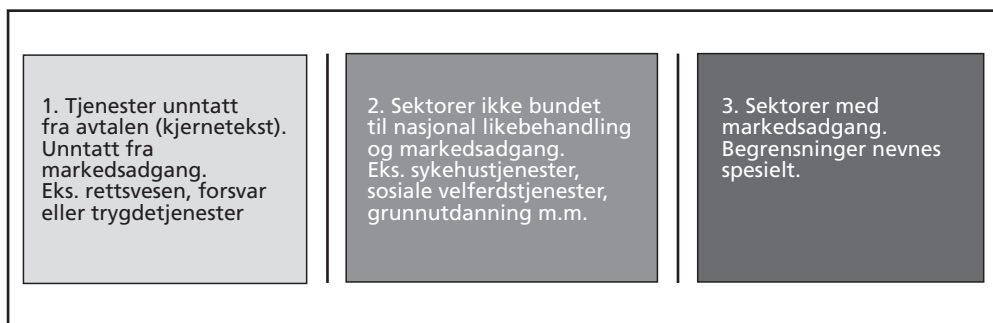 1. Tjenester unntatt
fra avtalen (kjernetekst).
Unntatt fra
markedsadgang.
Eks. rettsvesen, forsvar
eller trygdetjenester
2. Sektorer ikke bundet
til nasjonal likebehandling
og markedsadgang.
Eks. sykehustjenester,
sosiale velferdstjenester,
grunnutdanning m.m.
3. Sektorer med
markedsadgang.
Begrensninger nevnes
spesielt.